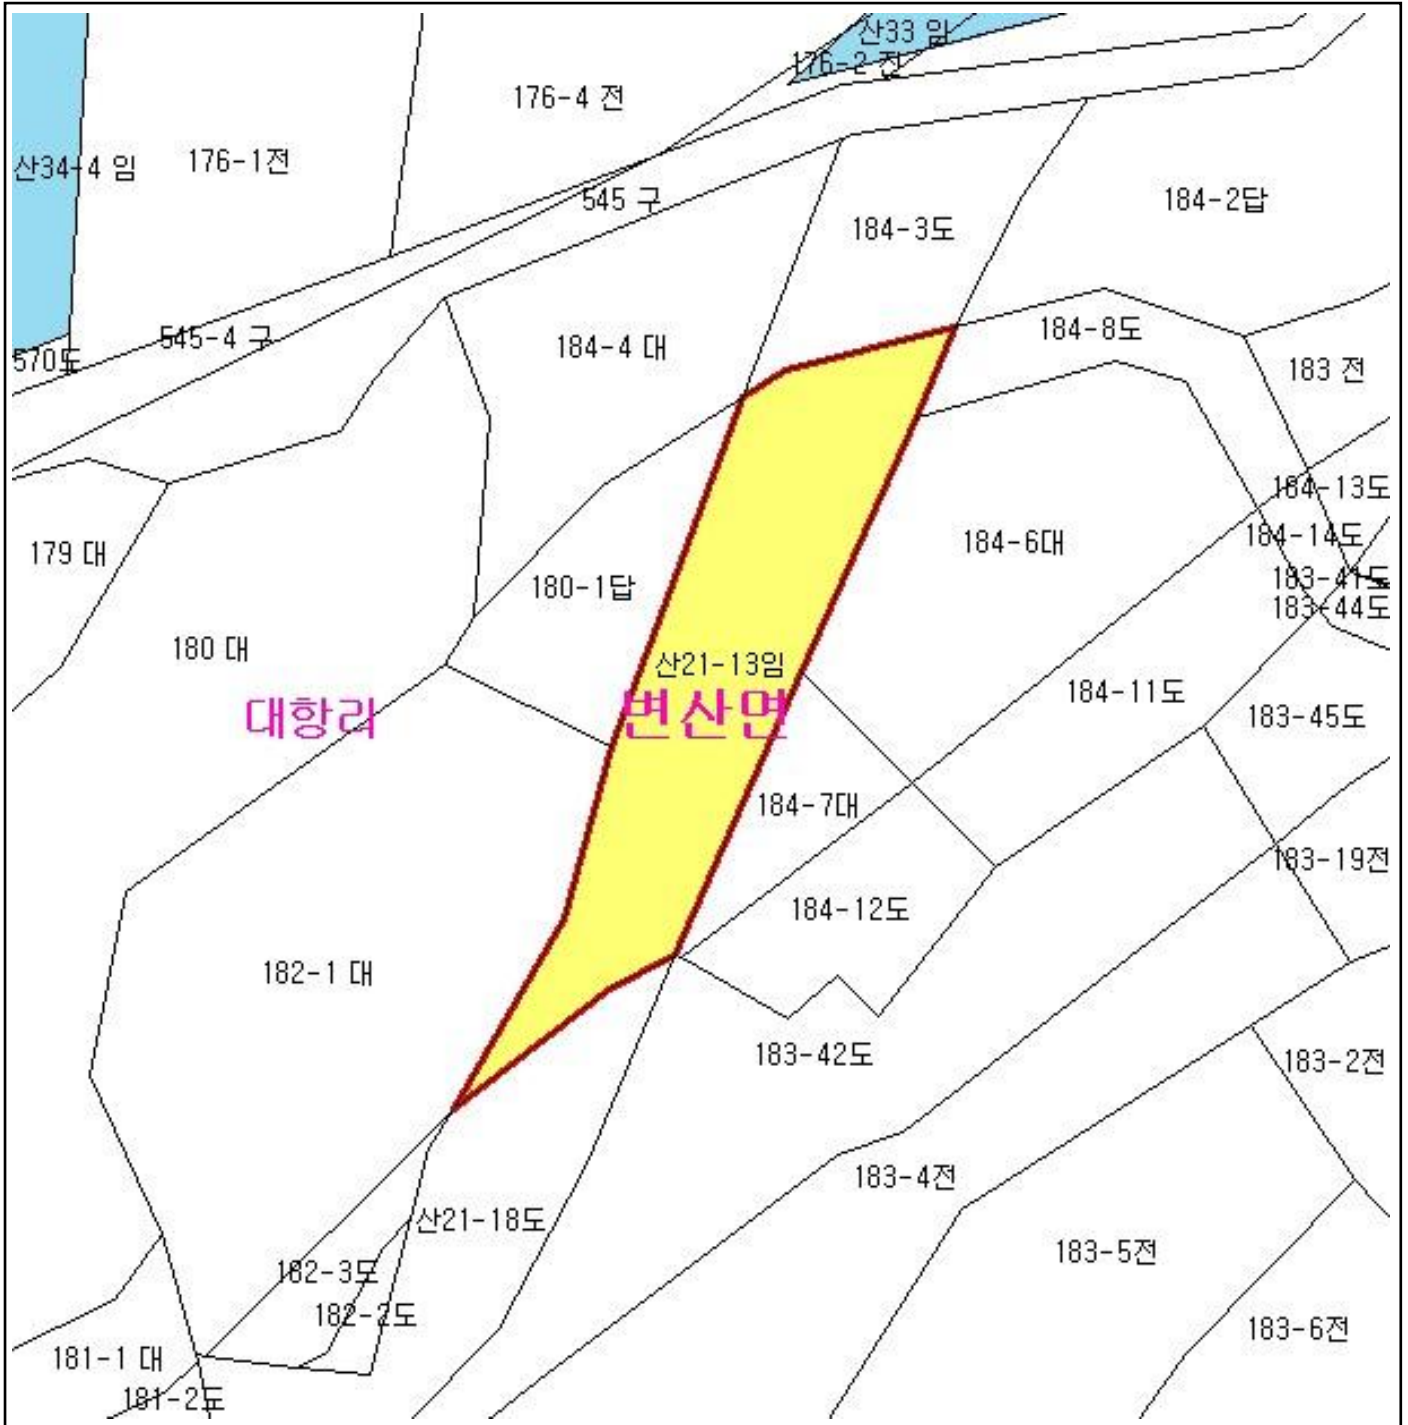 산33 임
176-2 전
176-4 전
산34-4 임
176-1전
545 구
184-3도
184-2답
545-4 구
184-4 대
184-8도
570도
183 전
184-13도
179 대
184-6대
184-14도
180-1답
183-41도
183-44도
180 대
산21-13임
184-11도
대항리
변산면
183-45도
184-7대
183-19전
184-12도
182-1 대
183-42도
183-2전
183-4전
산21-18도
183-5전
182-3도
182-2도
183-6전
181-1 대
181-2도